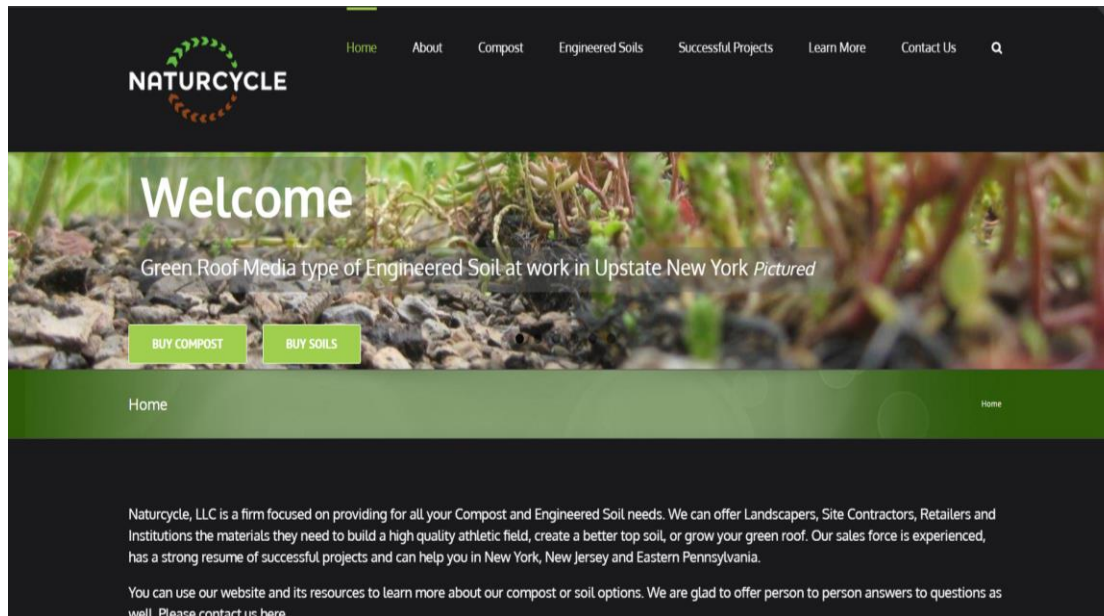 Home About Compost Engineered Soils Successful Projects Learn More Contact Us
NATURCYCLE
Welcome
Green Roof Media type of Engineered Soil at work in Upstate New York Pictured
BUY COMPOST BUY SOILS
Home Home
Naturcycle, LLC is a firm focused on providing for all your Compost and Engineered Soil needs. We can offer Landscapers, Site Contractors, Retailers and
Institutions the materials they need to build a high quality athletic field, create a better top soil, or grow your green roof. Our sales force is experienced,
has a strong resume of successful projects and can help you in New York, New Jersey and Eastern Pennsylvania.
You can use our website and its resources to learn more about our compost or soil options. We are glad to offer person to person answers to questions as
well. Please contact us here